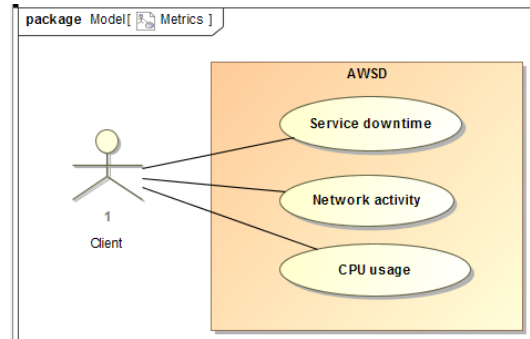 package Model[ Metrics ]
AWSD
Service downtime
Network activity
CPU usage
1
Client